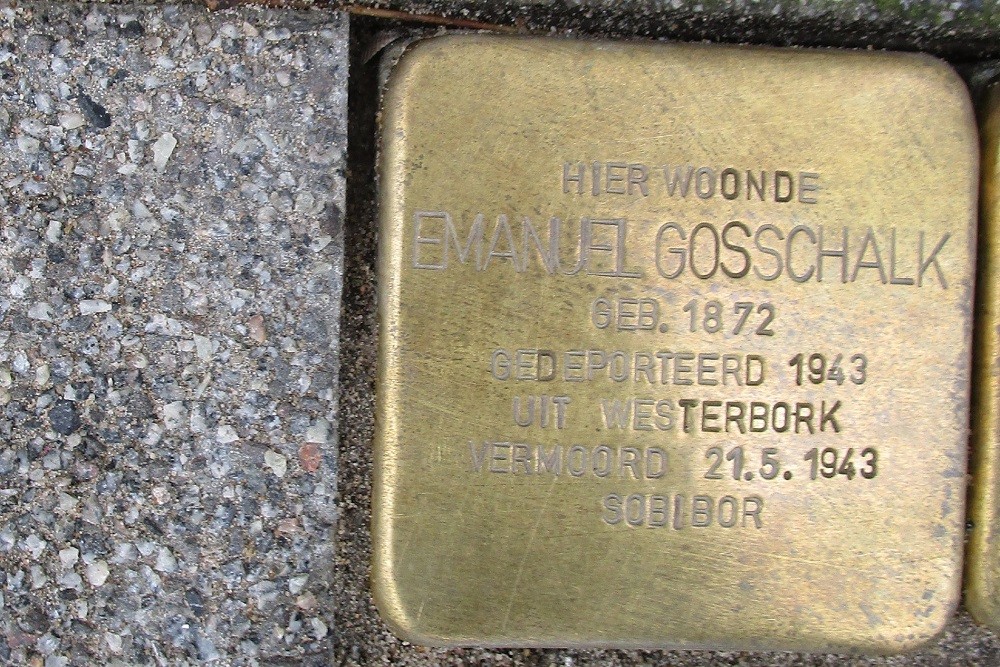 HIER WOONDE
EMANUEL GOSSCHALK
GEB. 1872
GEDEPORTEERD 1943
UIT WESTERBORK
VERMOORD 21.5.1943
SOBIBOR